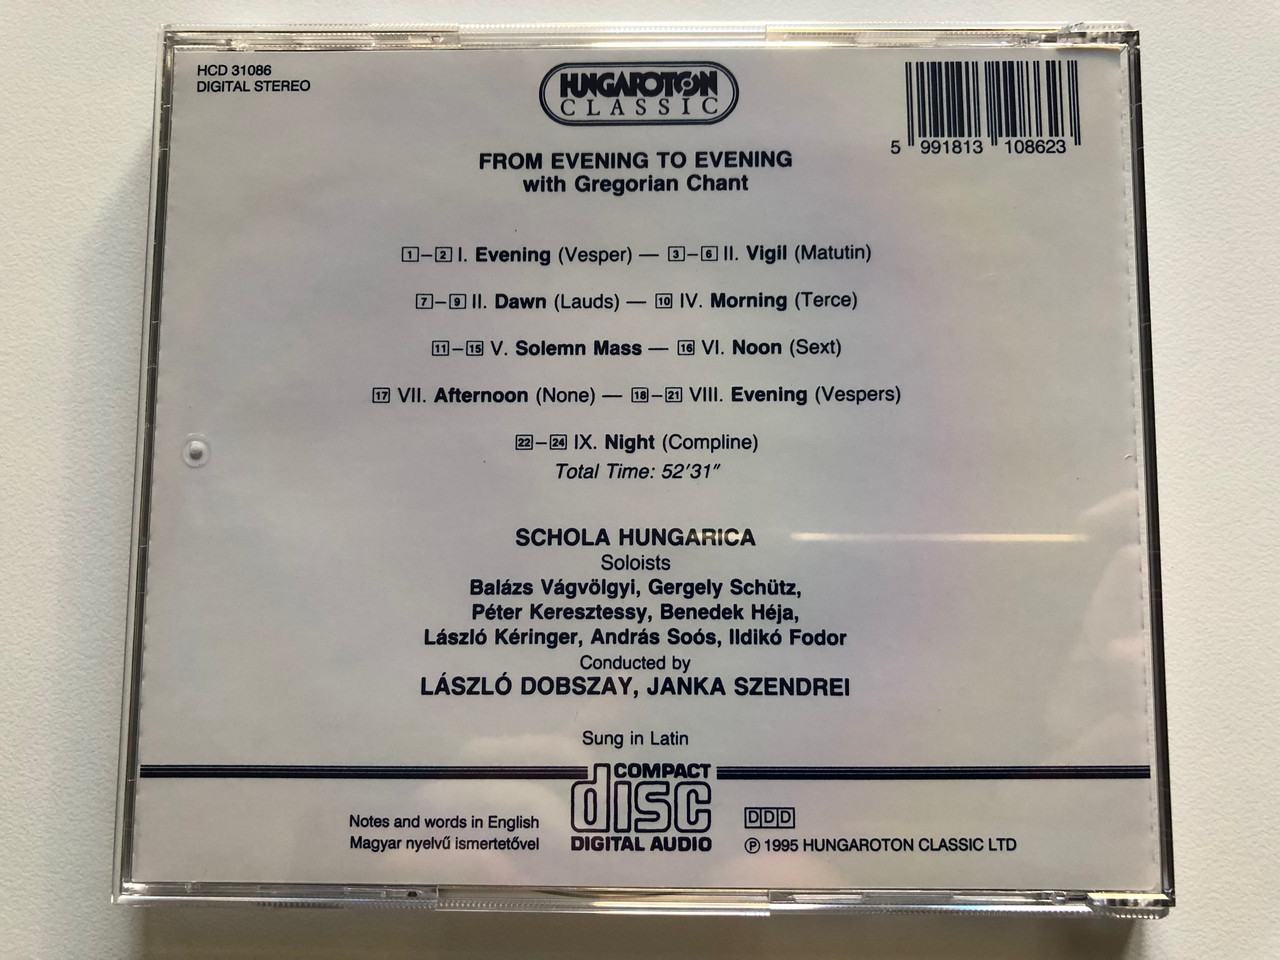 HCD 31086
DIGITAL STEREO
HUNGAROTON
CLASSIC
5 991813 108623
FROM EVENING TO EVENING
with Gregorian Chant
1–2 I. Evening (Vesper) — 3–6 II. Vigil (Matutin)
7–9 II. Dawn (Lauds) — 10 IV. Morning (Terce)
11–15 V. Solemn Mass — 16 VI. Noon (Sext)
17 VII. Afternoon (None) — 18–21 VIII. Evening (Vespers)
22–24 IX. Night (Compline)
Total Time: 52'31"
SCHOLA HUNGARICA
Soloists
Balázs Vágvölgyi, Gergely Schütz,
Péter Keresztessy, Benedek Héja,
László Kéringer, András Soós, Ildikó Fodor
Conducted by
LÁSZLÓ DOBSZAY, JANKA SZENDREI
Sung in Latin
Notes and words in English
Magyar nyelvű ismertetővel
COMPACT
disc
DIGITAL AUDIO
DDD
℗ 1995 HUNGAROTON CLASSIC LTD